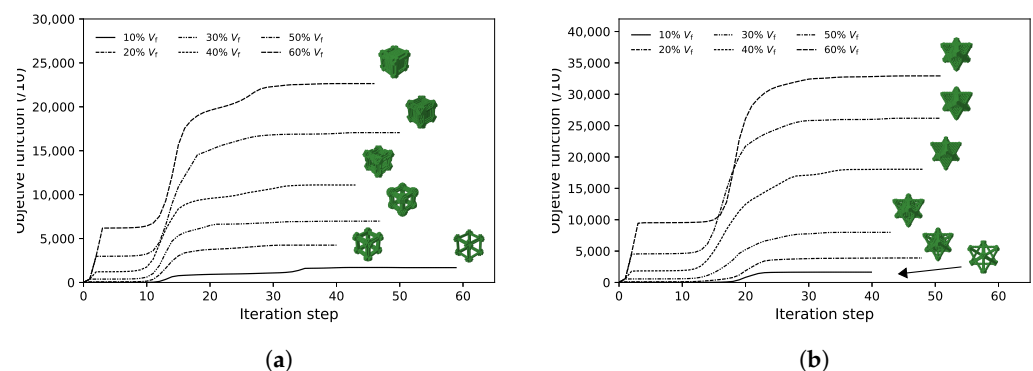 30,000
25,000
20,000
15,000
10,000
5,000
0
Objetive function (/10)
10% Vf 30% Vf 50% Vf
20% Vf 40% Vf 60% Vf
0 10 20 30 40 50 60
Iteration step
(a)
40,000
35,000
30,000
25,000
20,000
15,000
10,000
5,000
0
Objetive function (/10)
10% Vf 30% Vf 50% Vf
20% Vf 40% Vf 60% Vf
0 10 20 30 40 50 60
Iteration step
(b)